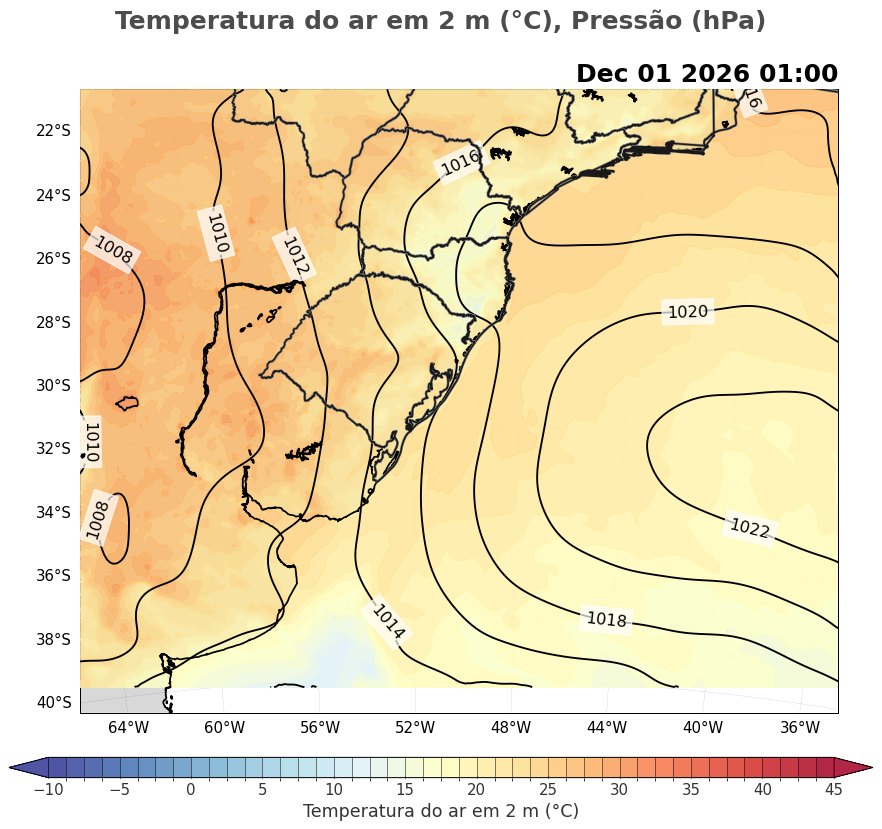 Temperatura do ar em 2 m (°C), Pressão (hPa)
Dec 01 2026 01:00
16
22°S
1016
24°S
1010
1008
1012
26°S
28°S
1020
30°S
1010
32°S
34°S
1008
1022
36°S
1014
1018
38°S
40°S
64°W 60°W 56°W 52°W 48°W 44°W 40°W 36°W
−10 −5 0 5 10 15 20 25 30 35 40 45
Temperatura do ar em 2 m (°C)